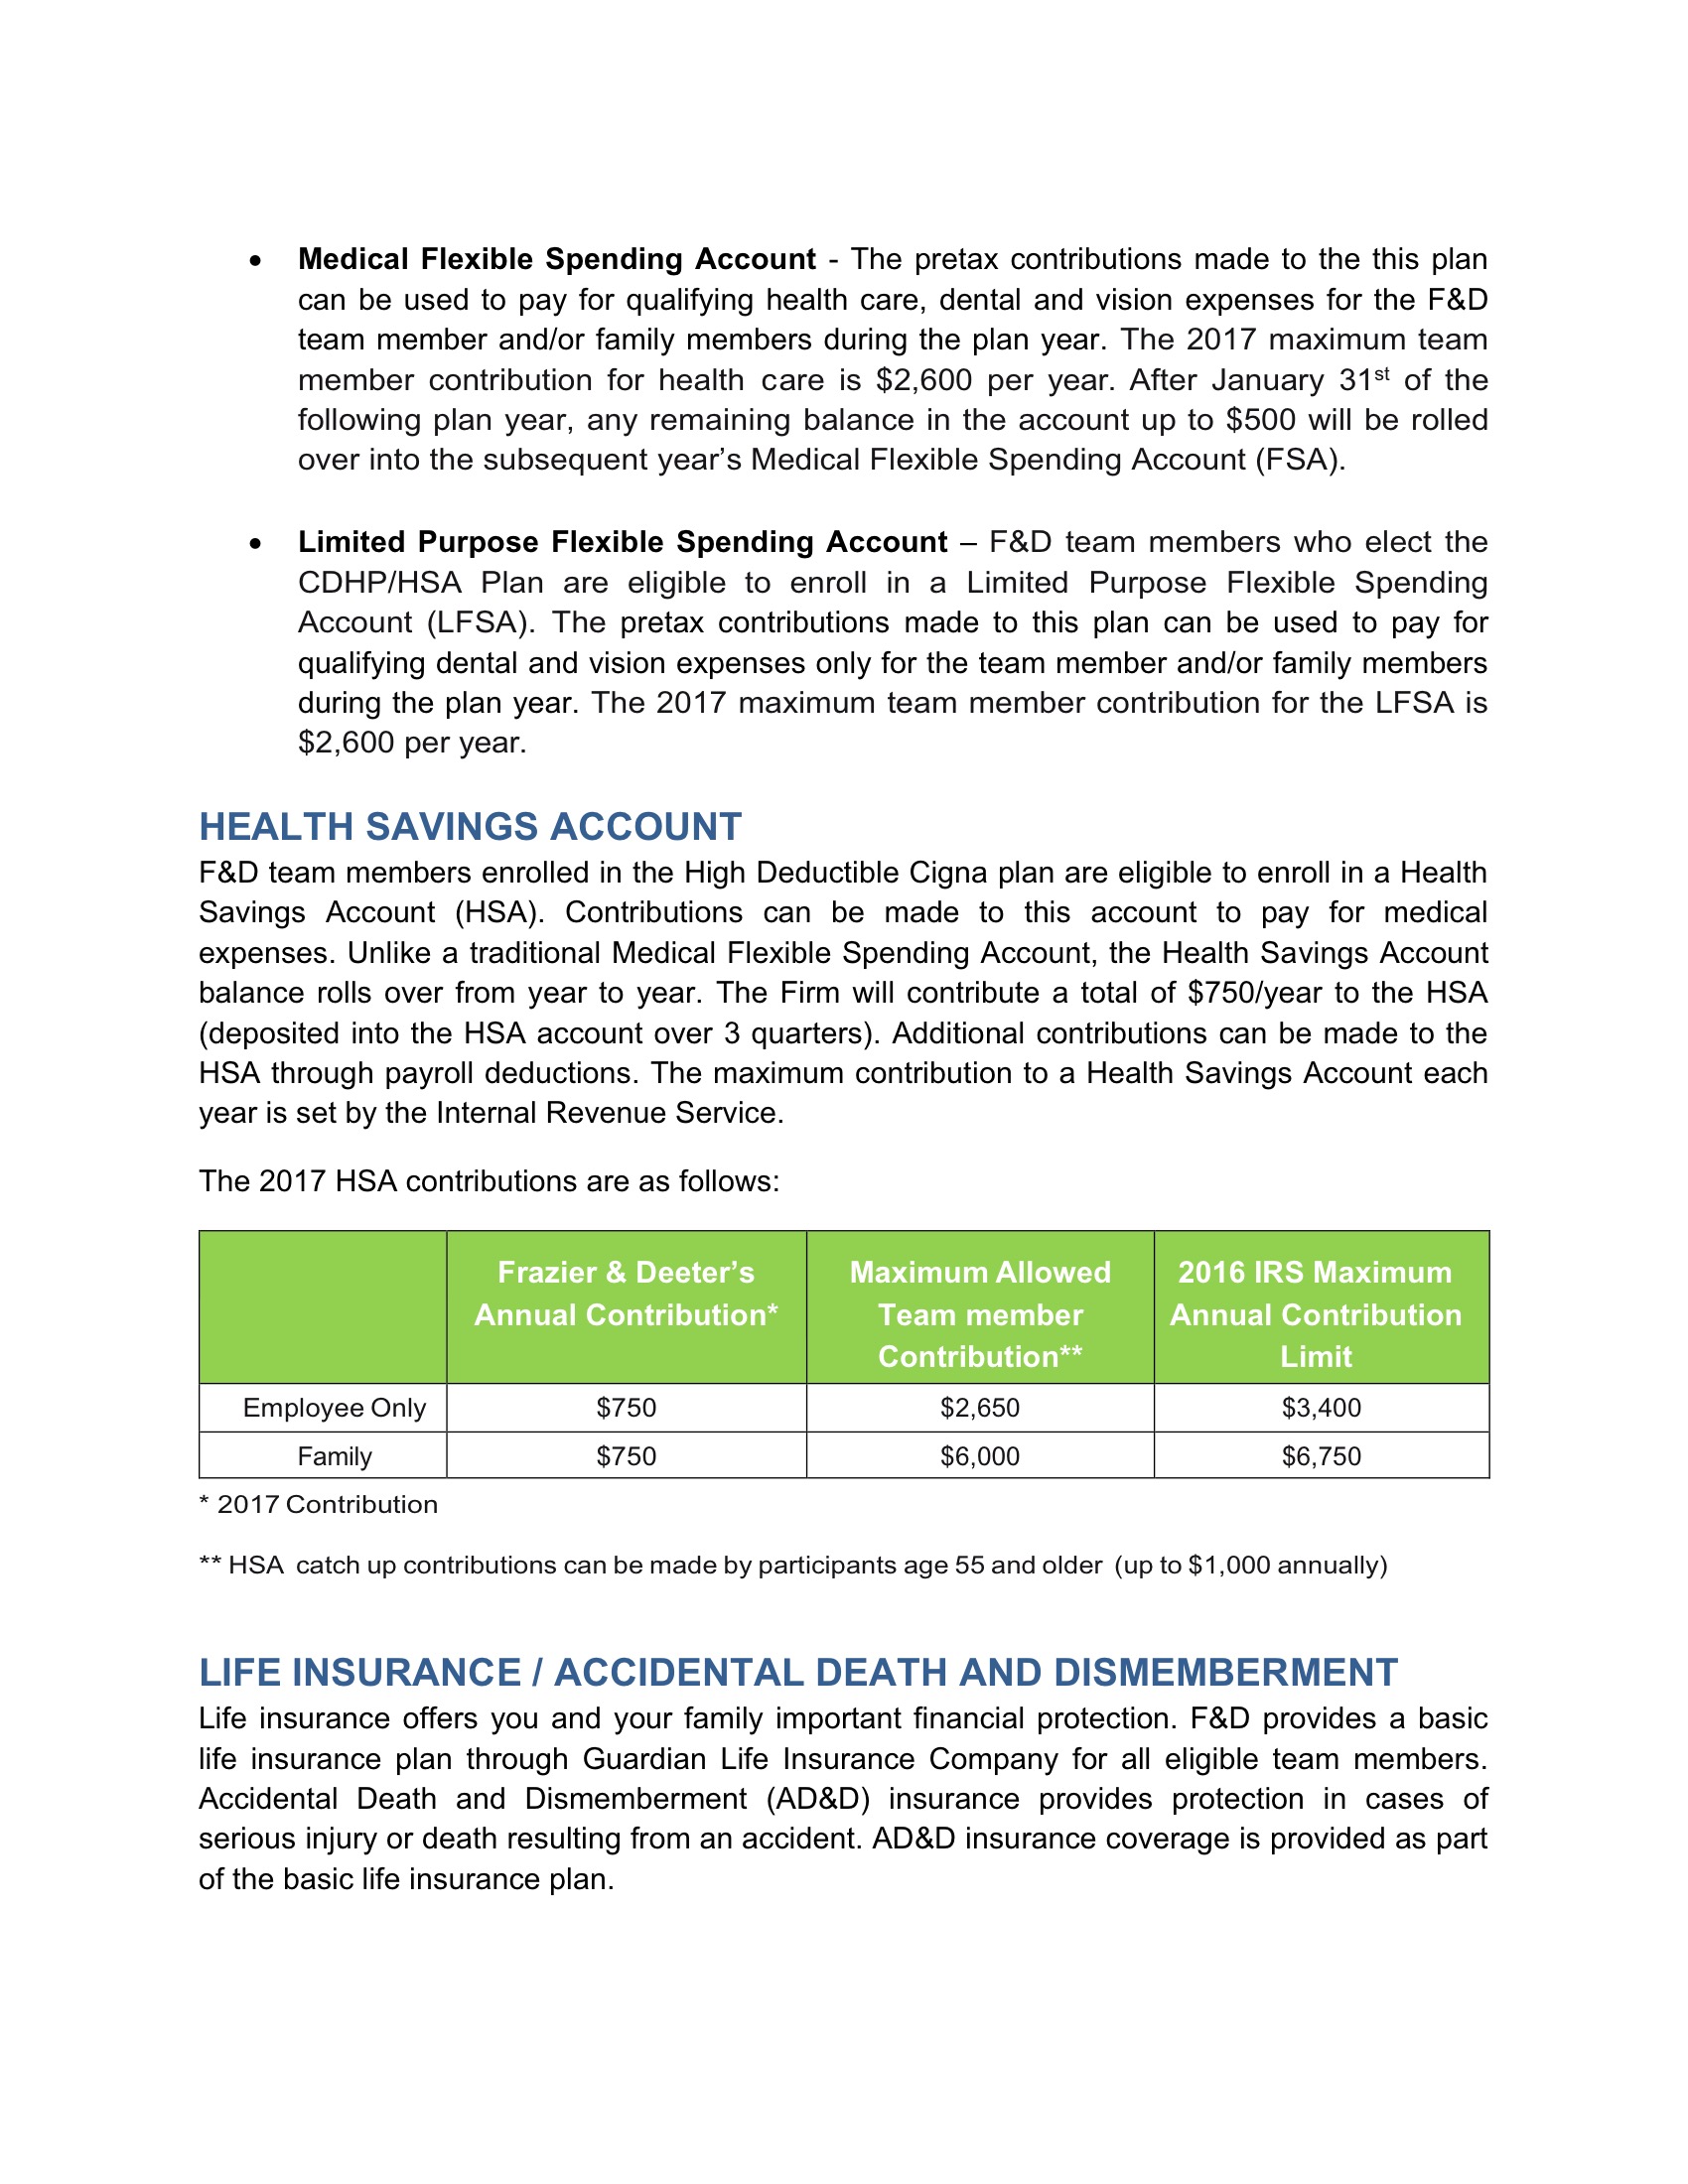 • Medical Flexible Spending Account - The pretax contributions made to the this plan
can be used to pay for qualifying health care, dental and vision expenses for the F&D
team member and/or family members during the plan year. The 2017 maximum team
member contribution for health care is $2,600 per year. After January 31st of the
following plan year, any remaining balance in the account up to $500 will be rolled
over into the subsequent year’s Medical Flexible Spending Account (FSA).
• Limited Purpose Flexible Spending Account – F&D team members who elect the
CDHP/HSA Plan are eligible to enroll in a Limited Purpose Flexible Spending
Account (LFSA). The pretax contributions made to this plan can be used to pay for
qualifying dental and vision expenses only for the team member and/or family members
during the plan year. The 2017 maximum team member contribution for the LFSA is
$2,600 per year.
HEALTH SAVINGS ACCOUNT
F&D team members enrolled in the High Deductible Cigna plan are eligible to enroll in a Health
Savings Account (HSA). Contributions can be made to this account to pay for medical
expenses. Unlike a traditional Medical Flexible Spending Account, the Health Savings Account
balance rolls over from year to year. The Firm will contribute a total of $750/year to the HSA
(deposited into the HSA account over 3 quarters). Additional contributions can be made to the
HSA through payroll deductions. The maximum contribution to a Health Savings Account each
year is set by the Internal Revenue Service.
The 2017 HSA contributions are as follows:
Frazier & Deeter’s
Annual Contribution*
Maximum Allowed
Team member
Contribution**
2016 IRS Maximum
Annual Contribution
Limit
Employee Only $750 $2,650 $3,400
Family $750 $6,000 $6,750
* 2017 Contribution
** HSA catch up contributions can be made by participants age 55 and older (up to $1,000 annually)
LIFE INSURANCE / ACCIDENTAL DEATH AND DISMEMBERMENT
Life insurance offers you and your family important financial protection. F&D provides a basic
life insurance plan through Guardian Life Insurance Company for all eligible team members.
Accidental Death and Dismemberment (AD&D) insurance provides protection in cases of
serious injury or death resulting from an accident. AD&D insurance coverage is provided as part
of the basic life insurance plan.